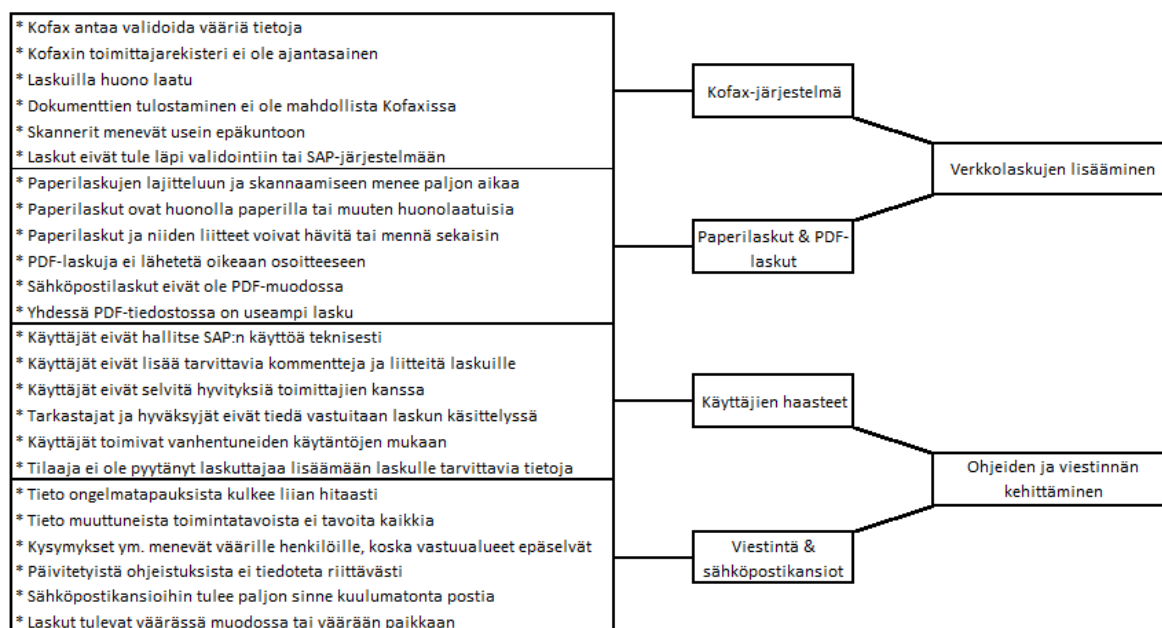 * Kofax antaa validoida vääriä tietoja
* Kofaxin toimittajarekisteri ei ole ajantasainen
* Laskuilla huono laatu
* Dokumenttien tulostaminen ei ole mahdollista Kofaxissa
* Skannerit menevät usein epäkuntoon
* Laskut eivät tule läpi validointiin tai SAP-järjestelmään
* Paperilaskujen lajitteluun ja skannaamiseen menee paljon aikaa
* Paperilaskut ovat huonolla paperilla tai muuten huonolaatuisia
* Paperilaskut ja niiden liitteet voivat hävitä tai mennä sekaisin
* PDF-laskuja ei lähetetä oikeaan osoitteeseen
* Sähköpostilaskut eivät ole PDF-muodossa
* Yhdessä PDF-tiedostossa on useampi lasku
* Käyttäjät eivät hallitse SAP:n käyttöä teknisesti
* Käyttäjät eivät lisää tarvittavia kommentteja ja liitteitä laskuille
* Käyttäjät eivät selvitä hyvityksiä toimittajien kanssa
* Tarkastajat ja hyväksyjät eivät tiedä vastuitaan laskun käsittelyssä
* Käyttäjät toimivat vanhentuneiden käytäntöjen mukaan
* Tilaaja ei ole pyytänyt laskuttajaa lisäämään laskulle tarvittavia tietoja
* Tieto ongelmatapauksista kulkee liian hitaasti
* Tieto muuttuneista toimintatavoista ei tavoita kaikkia
* Kysymykset ym. menevät väärille henkilöille, koska vastuualueet epäselvät
* Päivitetyistä ohjeistuksista ei tiedoteta riittävästi
* Sähköpostikansioihin tulee paljon sinne kuulumatonta postia
* Laskut tulevat väärässä muodossa tai väärään paikkaan
Kofax-järjestelmä
Paperilaskut & PDF-
laskut
Käyttäjien haasteet
Viestintä &
sähköpostikansiot
Verkkolaskujen lisääminen
Ohjeiden ja viestinnän
kehittäminen